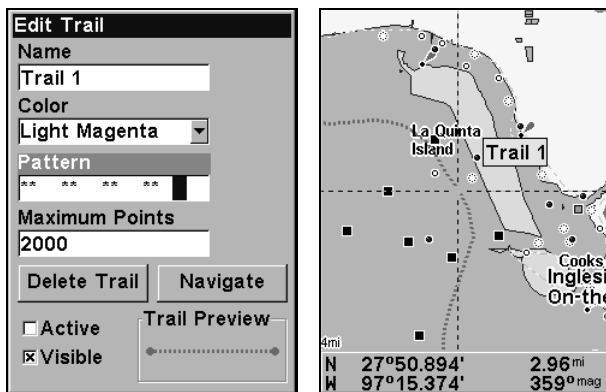 Edit Trail
Name
Trail 1
Color
Light Magenta
Pattern
** ** ** **
Maximum Points
2000
Delete Trail
Navigate
Active
Visible
Trail Preview
La Quinta
Island
Trail 1
Cooks
Inglesi
On-the
4mi
N 27°50.894' 2.96 mi
W 97°15.374' 359° mag